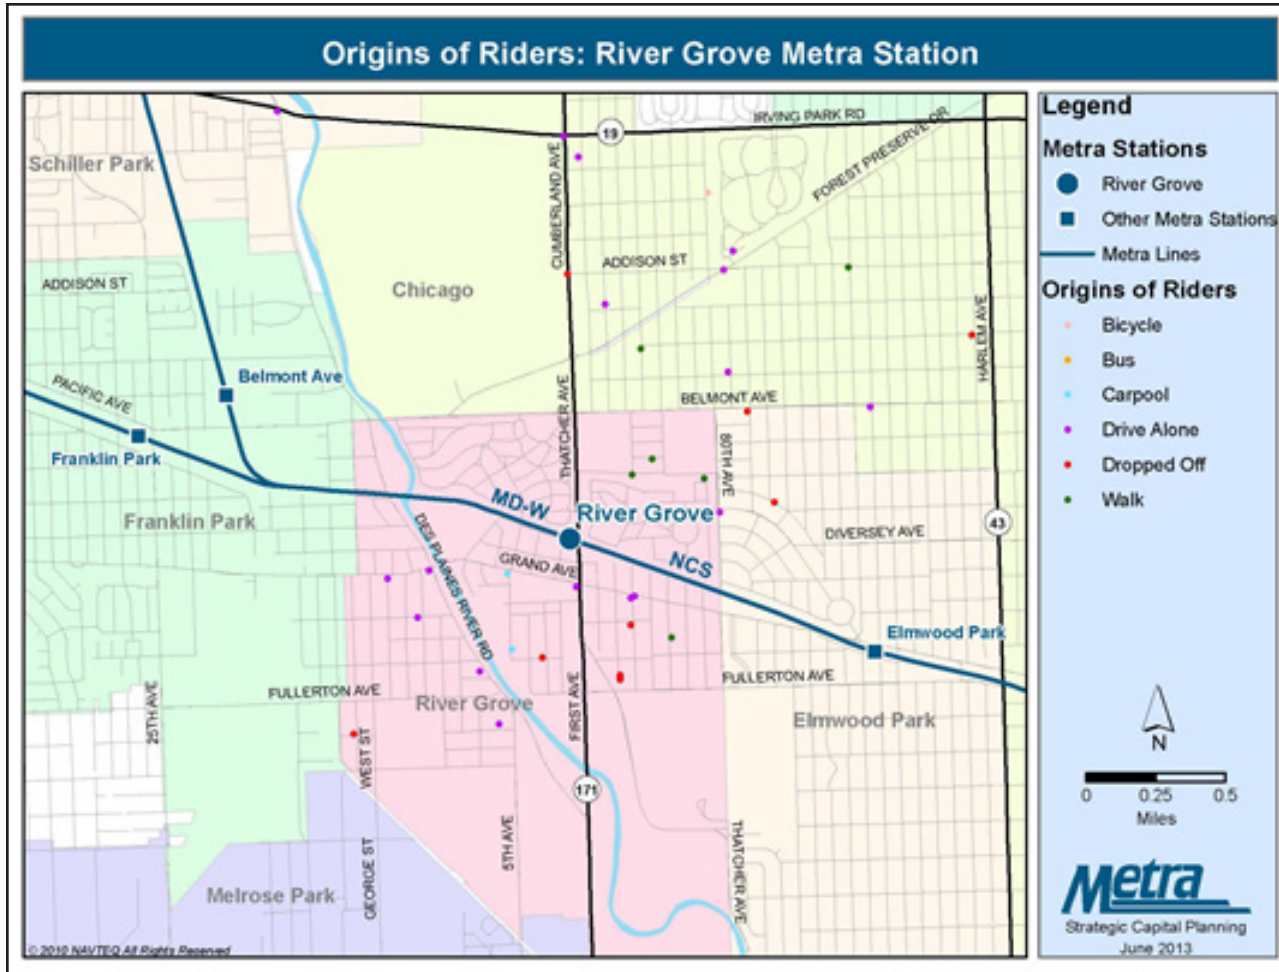 Origins of Riders: River Grove Metra Station
IRVING PARK RD
19
FOREST PRESERVE DR
Schiller Park
CUMBERLAND AVE
ADDISON ST
ADDISON ST
Chicago
HARLEM AVE
Belmont Ave
PACIFIC AVE
BELMONT AVE
THATCHER AVE
Franklin Park
80TH AVE
MD-W
River Grove
Franklin Park
43
DIVERSEY AVE
GRAND AVE
NCS
DES PLAINES RIVER RD
Elmwood Park
FULLERTON AVE
FULLERTON AVE
25TH AVE
River Grove
FIRST AVE
Elmwood Park
WEST ST
171
5TH AVE
THATCHER AVE
GEORGE ST
Melrose Park
© 2010 NAVTEQ All Rights Reserved
Legend
Metra Stations
River Grove
Other Metra Stations
Metra Lines
Origins of Riders
Bicycle
Bus
Carpool
Drive Alone
Dropped Off
Walk
N
0 0.25 0.5
Miles
Metra
Strategic Capital Planning
June 2013